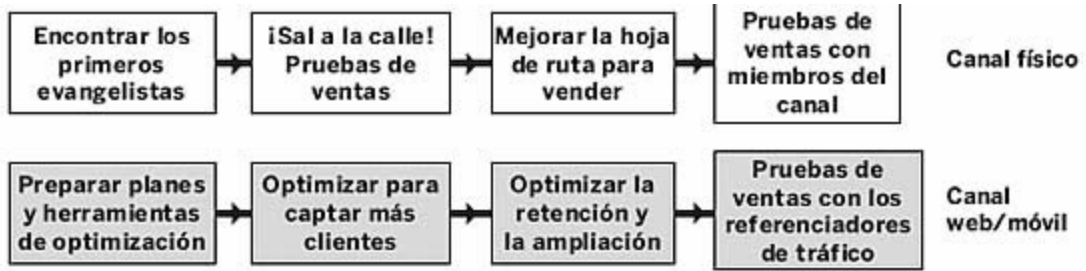 Encontrar los
primeros
evangelistas
¡Sal a la calle!
Pruebas de
ventas
Mejorar la hoja
de ruta para
vender
Pruebas de
ventas con
miembros del
canal
Canal físico
Preparar planes
y herramientas
de optimización
Optimizar para
captar más
clientes
Optimizar la
retención y
la ampliación
Pruebas de
ventas con los
referenciadores
de tráfico
Canal
web/móvil